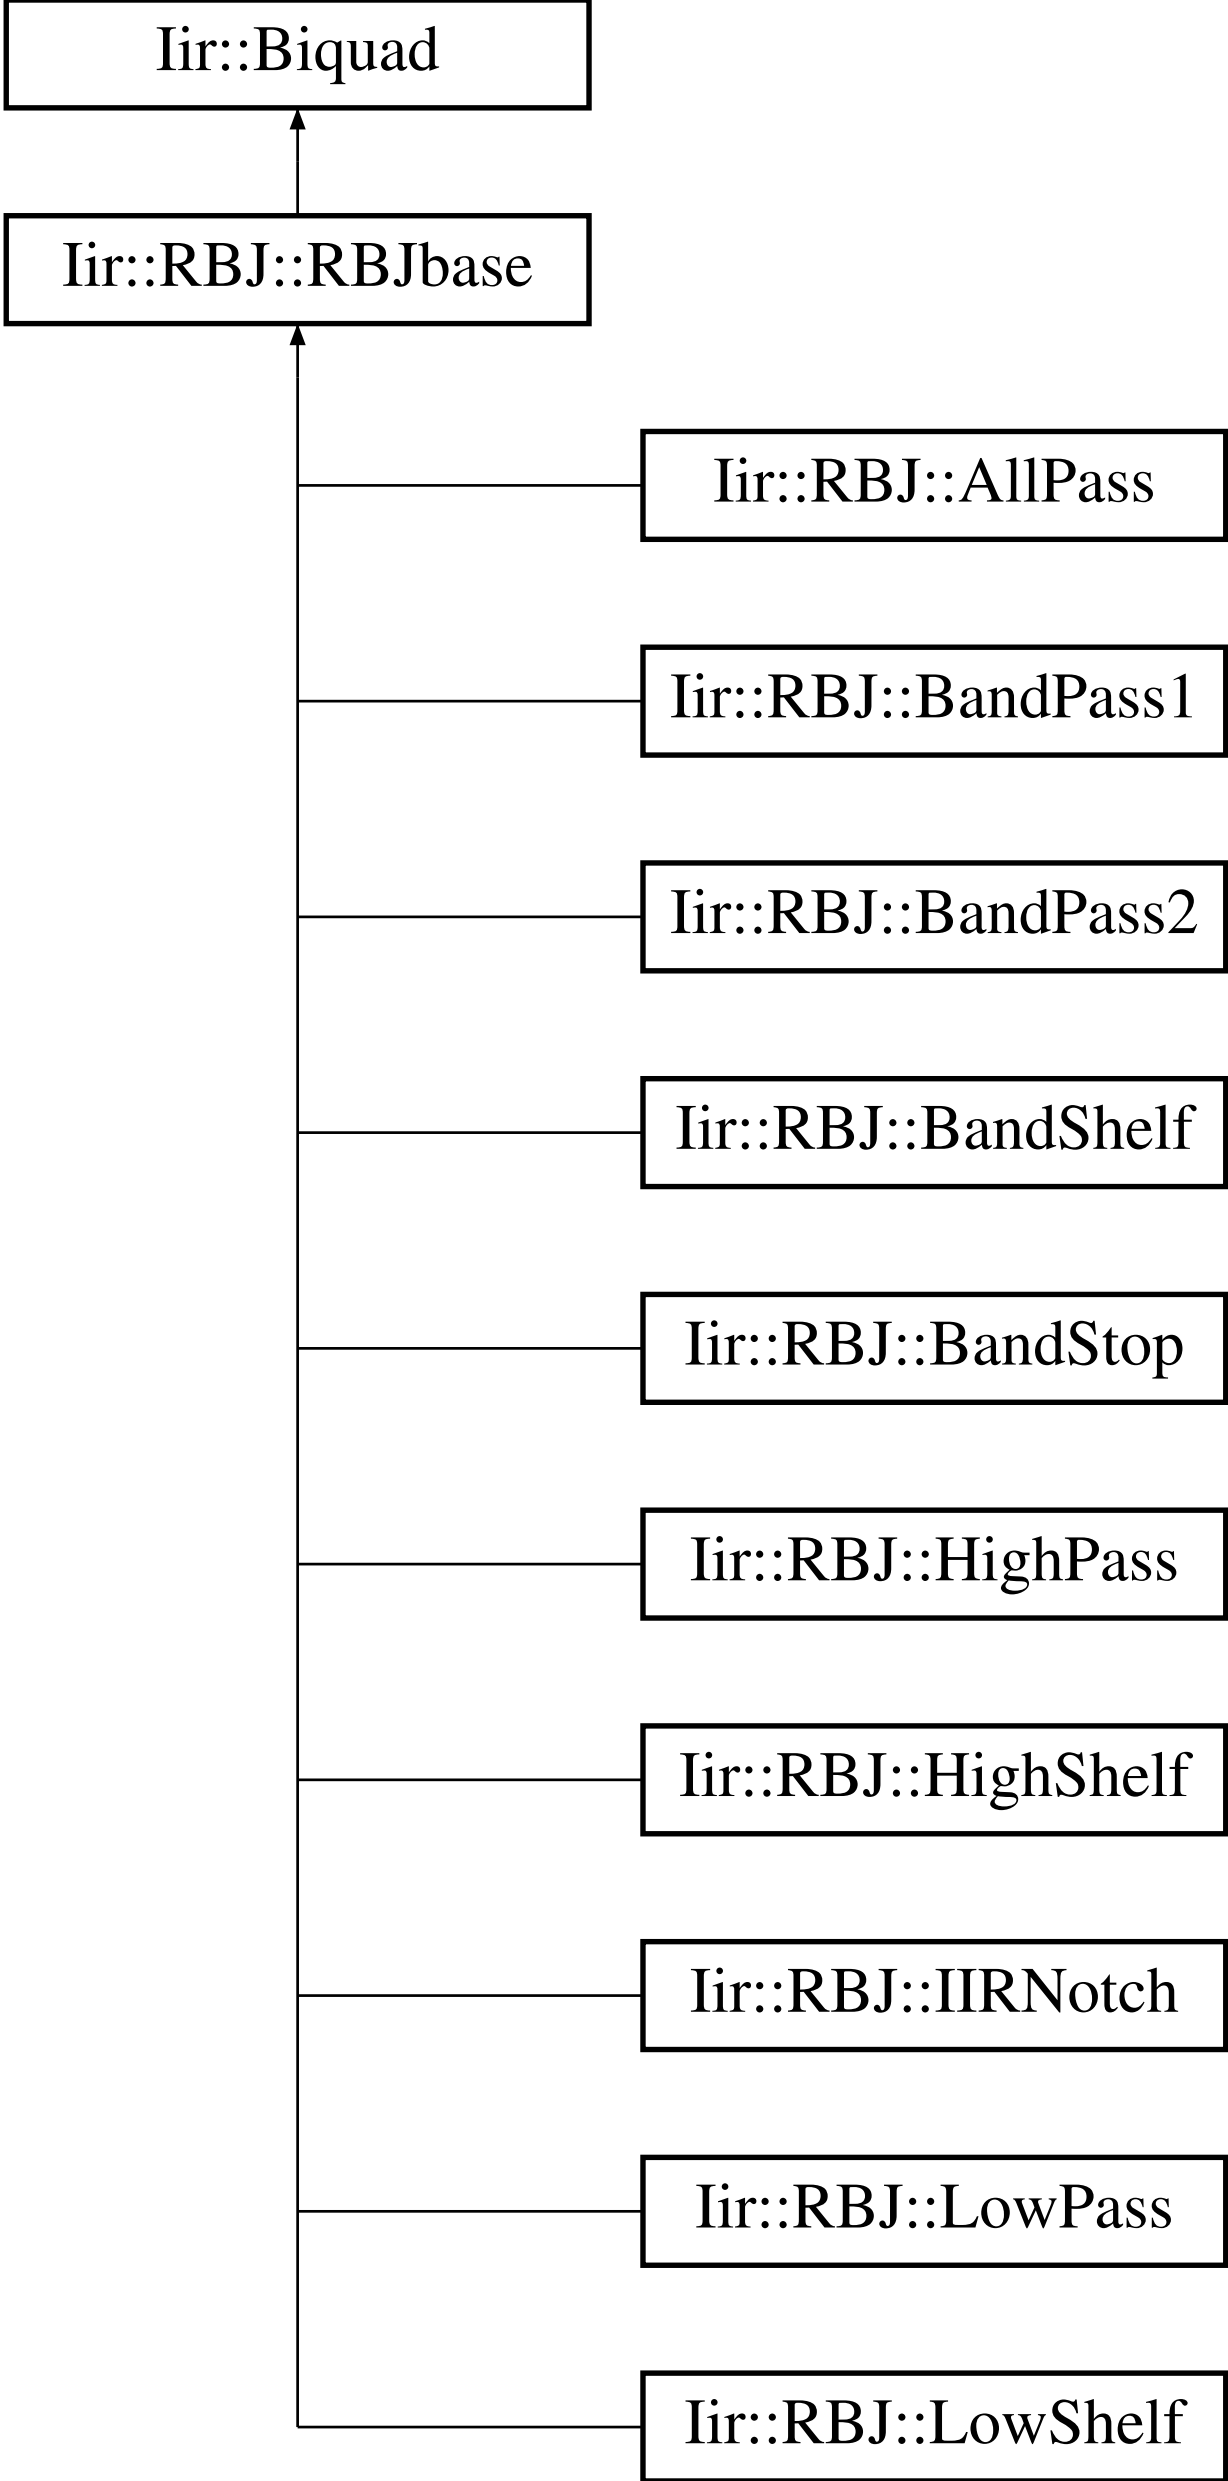 Iir::Biquad
Iir::RBJ::RBJbase
Iir::RBJ::AllPass
Iir::RBJ::BandPass1
Iir::RBJ::BandPass2
Iir::RBJ::BandShelf
Iir::RBJ::BandStop
Iir::RBJ::HighPass
Iir::RBJ::HighShelf
Iir::RBJ::IIRNotch
Iir::RBJ::LowPass
Iir::RBJ::LowShelf